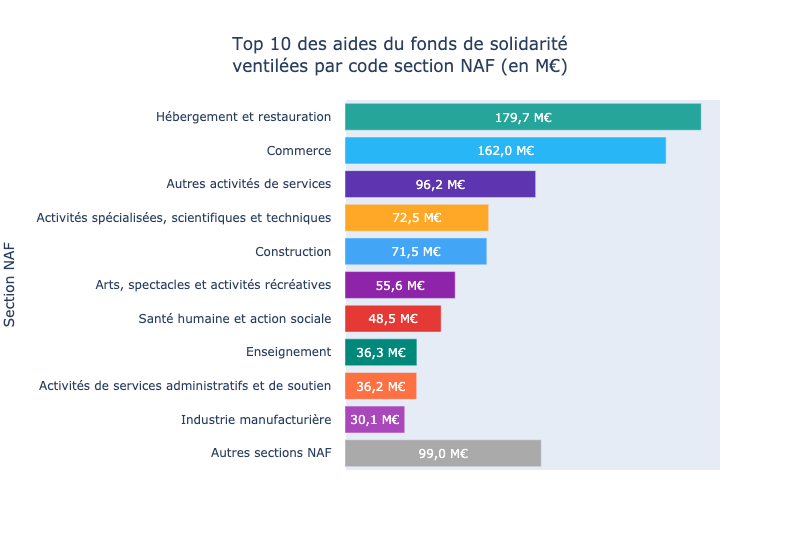 Top 10 des aides du fonds de solidarité
ventilées par code section NAF (en M€)
Section NAF
Hébergement et restauration 179,7 M€
Commerce 162,0 M€
Autres activités de services 96,2 M€
Activités spécialisées, scientifiques et techniques 72,5 M€
Construction 71,5 M€
Arts, spectacles et activités récréatives 55,6 M€
Santé humaine et action sociale 48,5 M€
Enseignement 36,3 M€
Activités de services administratifs et de soutien 36,2 M€
Industrie manufacturière 30,1 M€
Autres sections NAF 99,0 M€